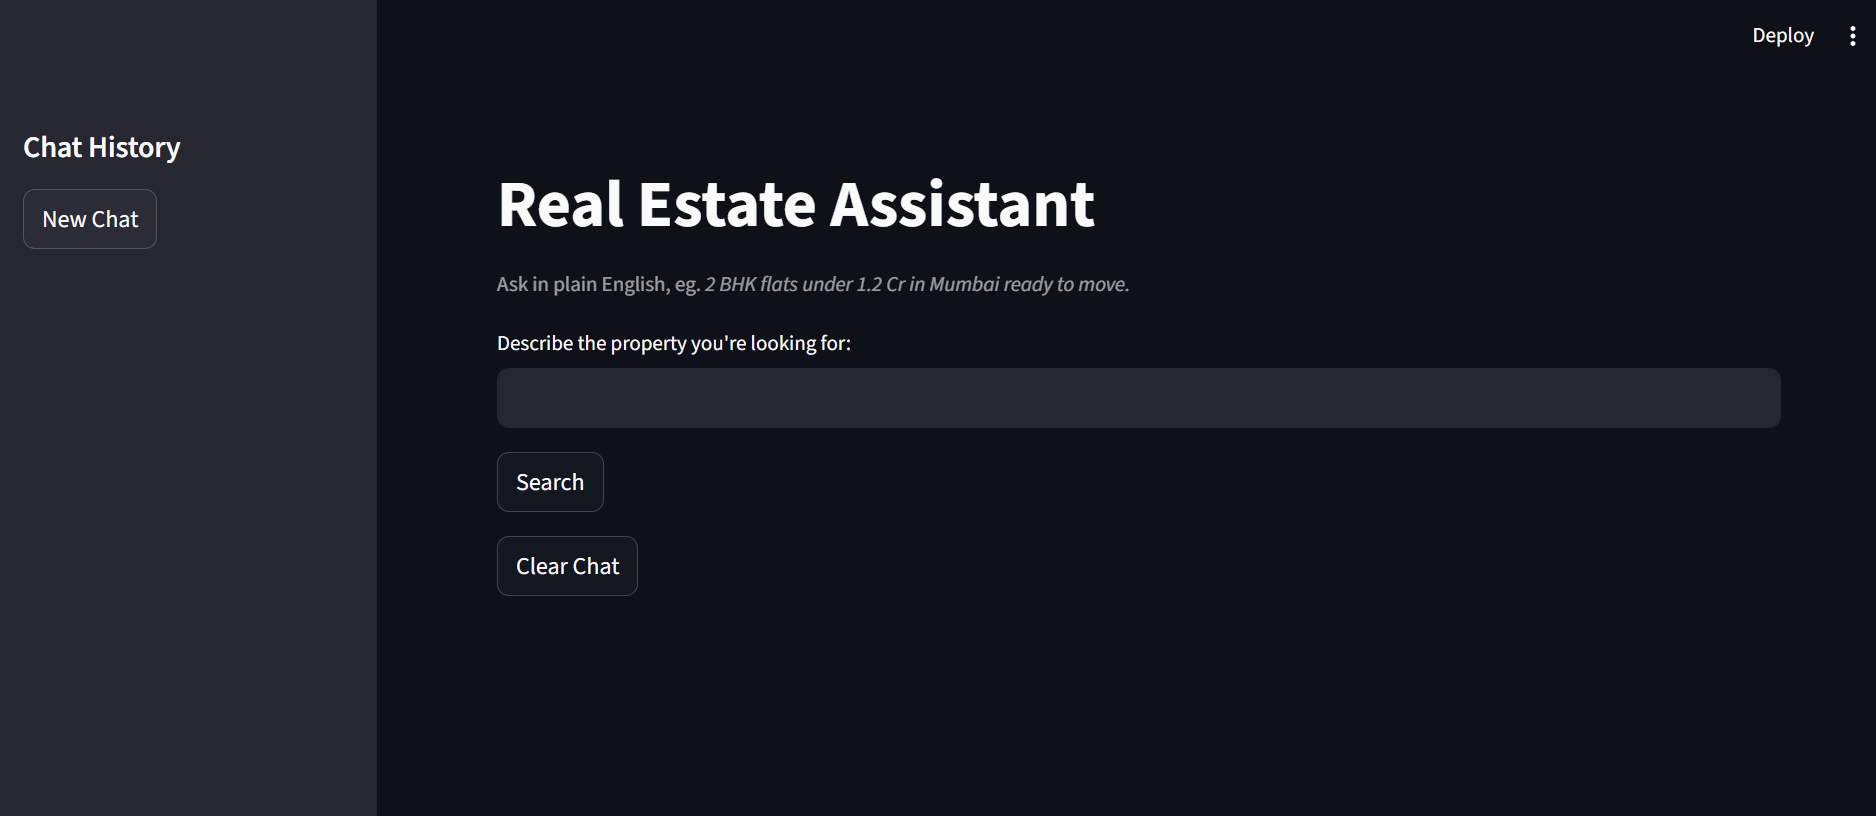 Deploy
Chat History
New Chat
Real Estate Assistant
Ask in plain English, eg. 2 BHK flats under 1.2 Cr in Mumbai ready to move.
Describe the property you're looking for:
Search
Clear Chat